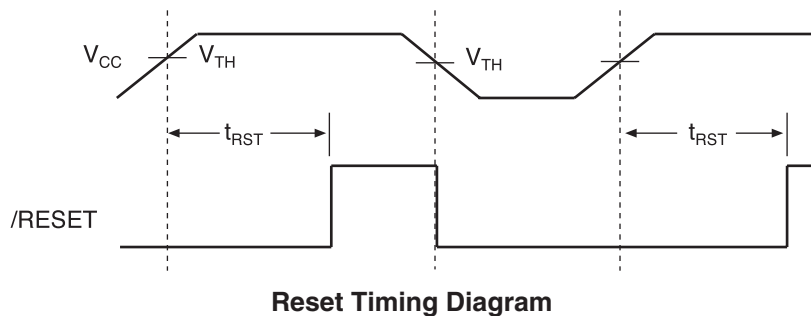 V_CC V_TH V_TH
t_RST t_RST
/RESET
Reset Timing Diagram